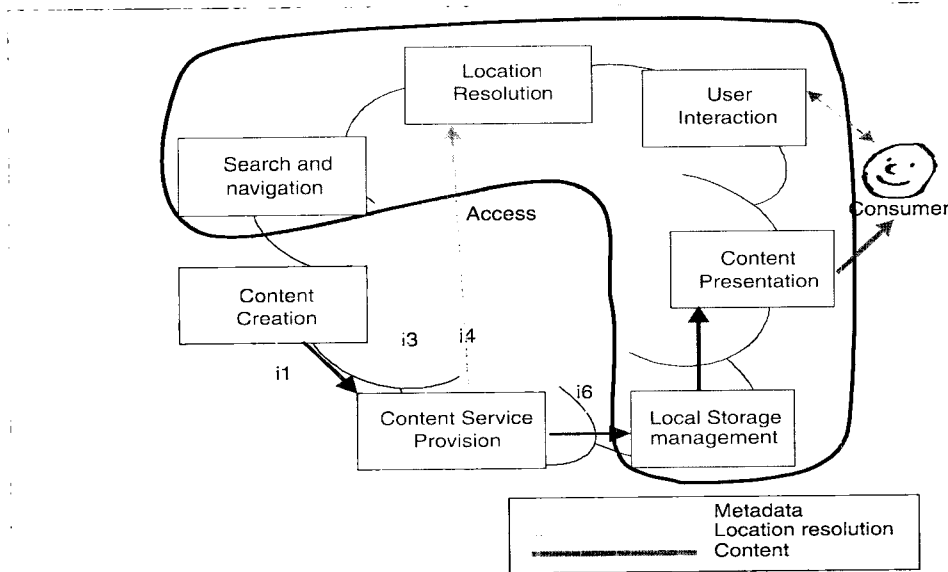 Location
Resolution
User
Interaction
Search and
navigation
Access
Consumer
Content
Presentation
Content
Creation
i3
i4
i1
i6
Content Service
Provision
Local Storage
management
Metadata
Location resolution
Content